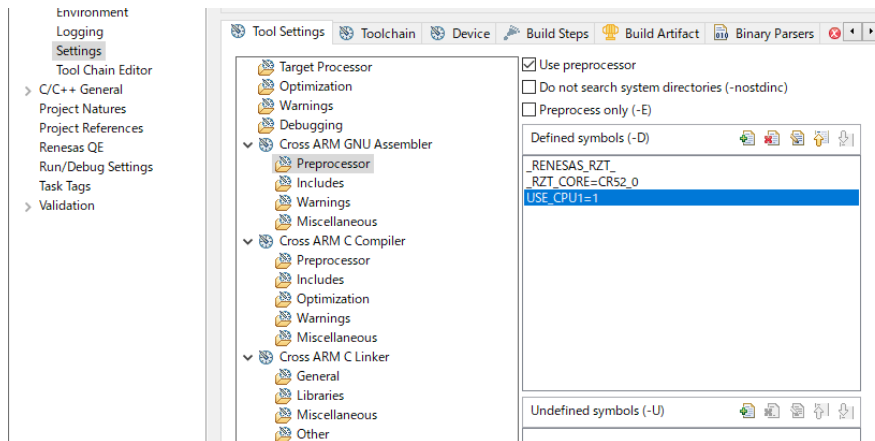 Environment
Logging
Settings
Tool Chain Editor
C/C++ General
Project Natures
Project References
Renesas QE
Run/Debug Settings
Task Tags
Validation
Tool Settings Toolchain Device Build Steps Build Artifact Binary Parsers
Target Processor
Optimization
Warnings
Debugging
Cross ARM GNU Assembler
Preprocessor
Includes
Warnings
Miscellaneous
Cross ARM C Compiler
Preprocessor
Includes
Optimization
Warnings
Miscellaneous
Cross ARM C Linker
General
Libraries
Miscellaneous
Other
Use preprocessor
Do not search system directories (-nostdinc)
Preprocess only (-E)
Defined symbols (-D)
_RENESAS_RZT_
_RZT_CORE=CR52_0
USE_CPU1=1
Undefined symbols (-U)